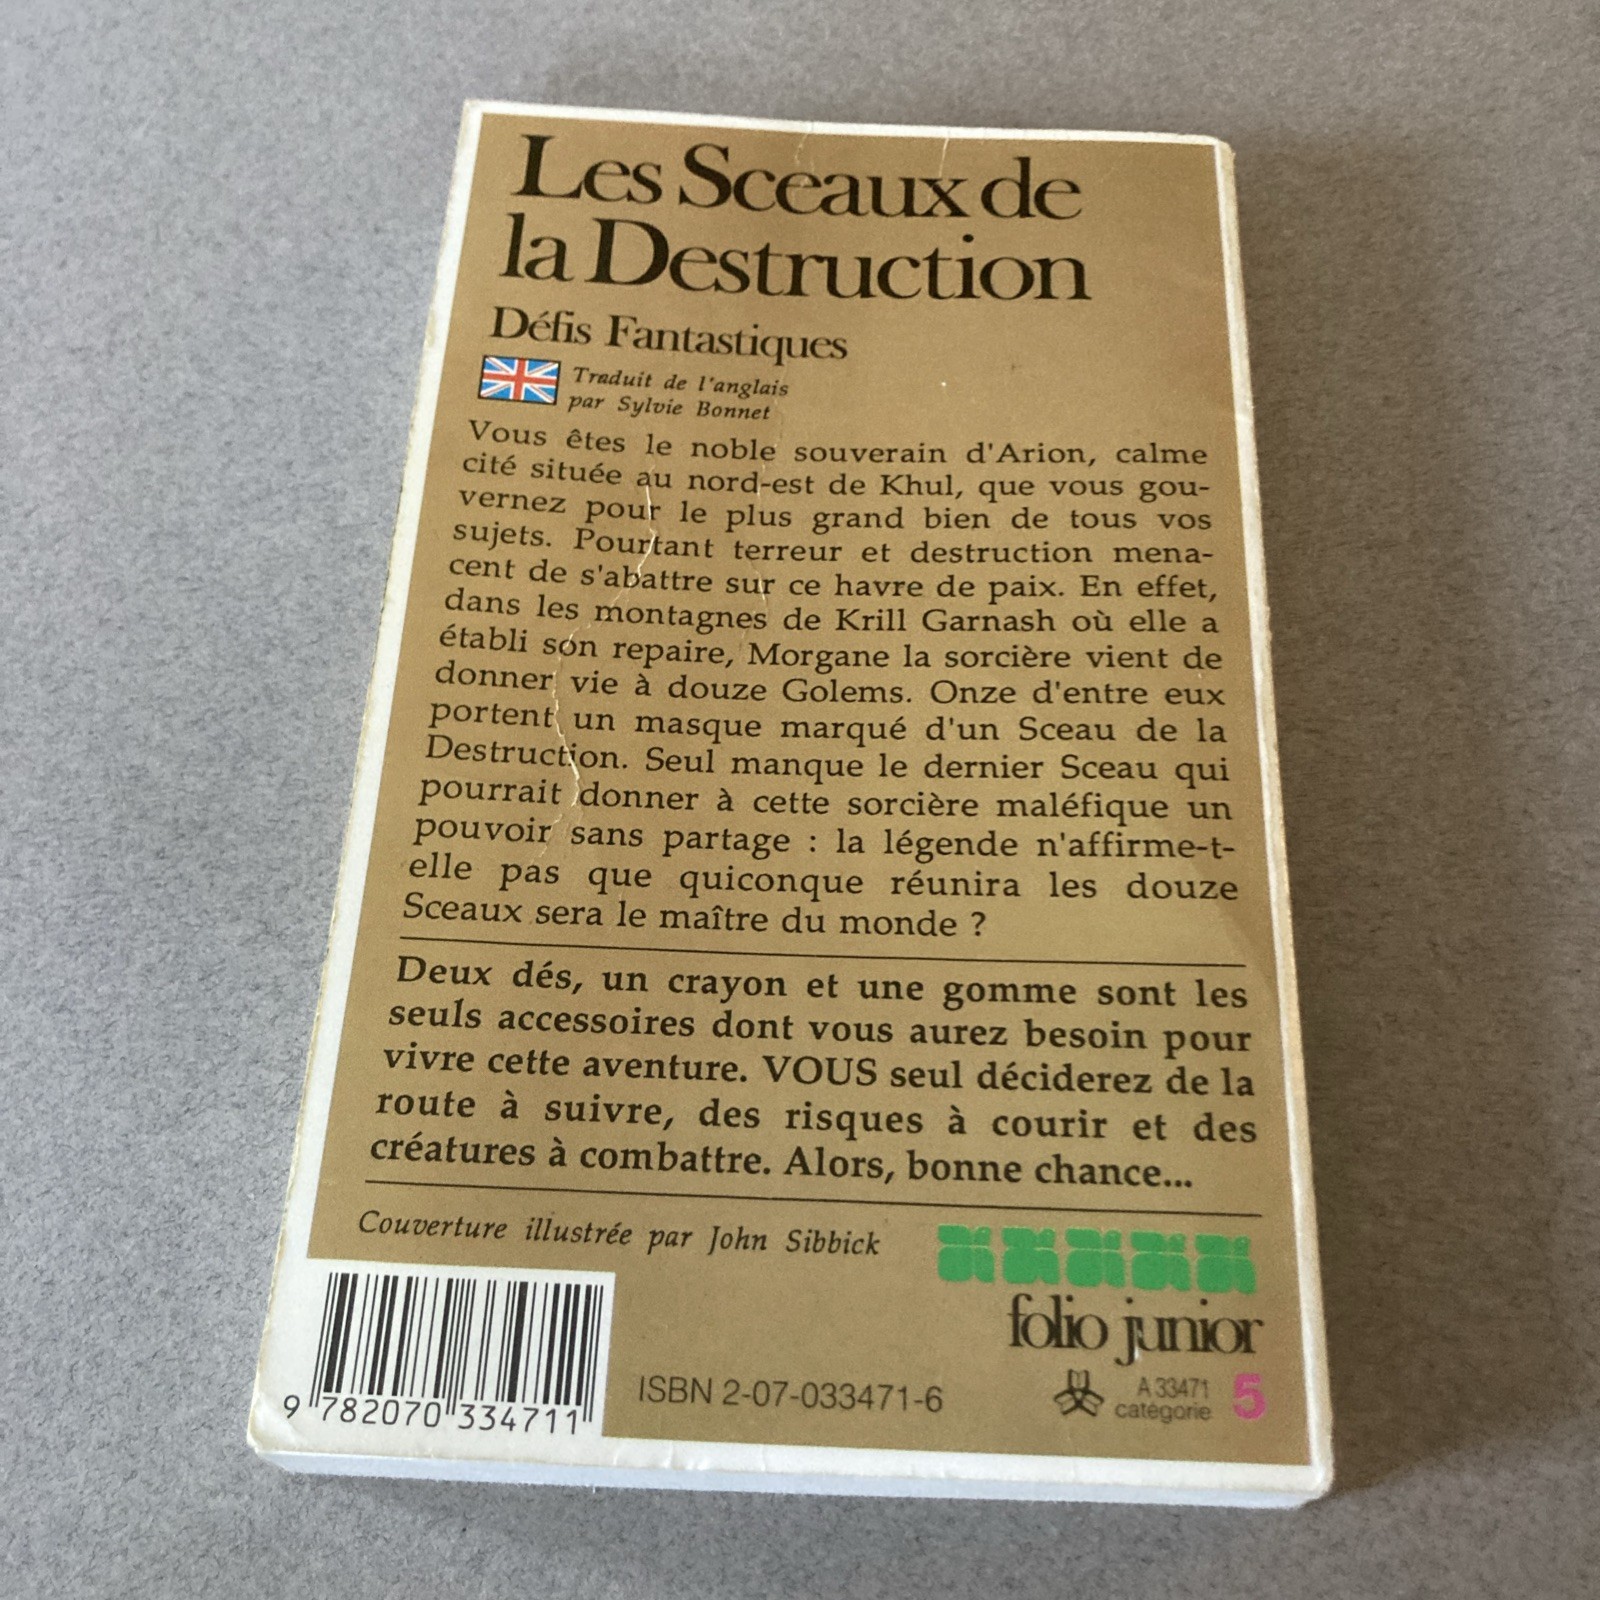 Les Sceaux de
la Destruction
Défis Fantastiques
Traduit de l'anglais
par Sylvie Bonnet
Vous êtes le noble souverain d'Arion, calme
cité située au nord-est de Khul, que vous gou-
vernez pour le plus grand bien de tous vos
sujets. Pourtant terreur et destruction mena-
cent de s'abattre sur ce havre de paix. En effet,
dans les montagnes de Krill Garnash où elle a
établi son repaire, Morgane la sorcière vient de
donner vie à douze Golems. Onze d'entre eux
portent un masque marqué d'un Sceau de la
Destruction. Seul manque le dernier Sceau qui
pourrait donner à cette sorcière maléfique un
pouvoir sans partage : la légende n'affirme-t-
elle pas que quiconque réunira les douze
Sceaux sera le maître du monde ?
Deux dés, un crayon et une gomme sont les
seuls accessoires dont vous aurez besoin pour
vivre cette aventure. VOUS seul déciderez de la
route à suivre, des risques à courir et des
créatures à combattre. Alors, bonne chance...
Couverture illustrée par John Sibbick
folio junior
ISBN 2-07-033471-6
A 33471
catégorie 5
9 782070 334711